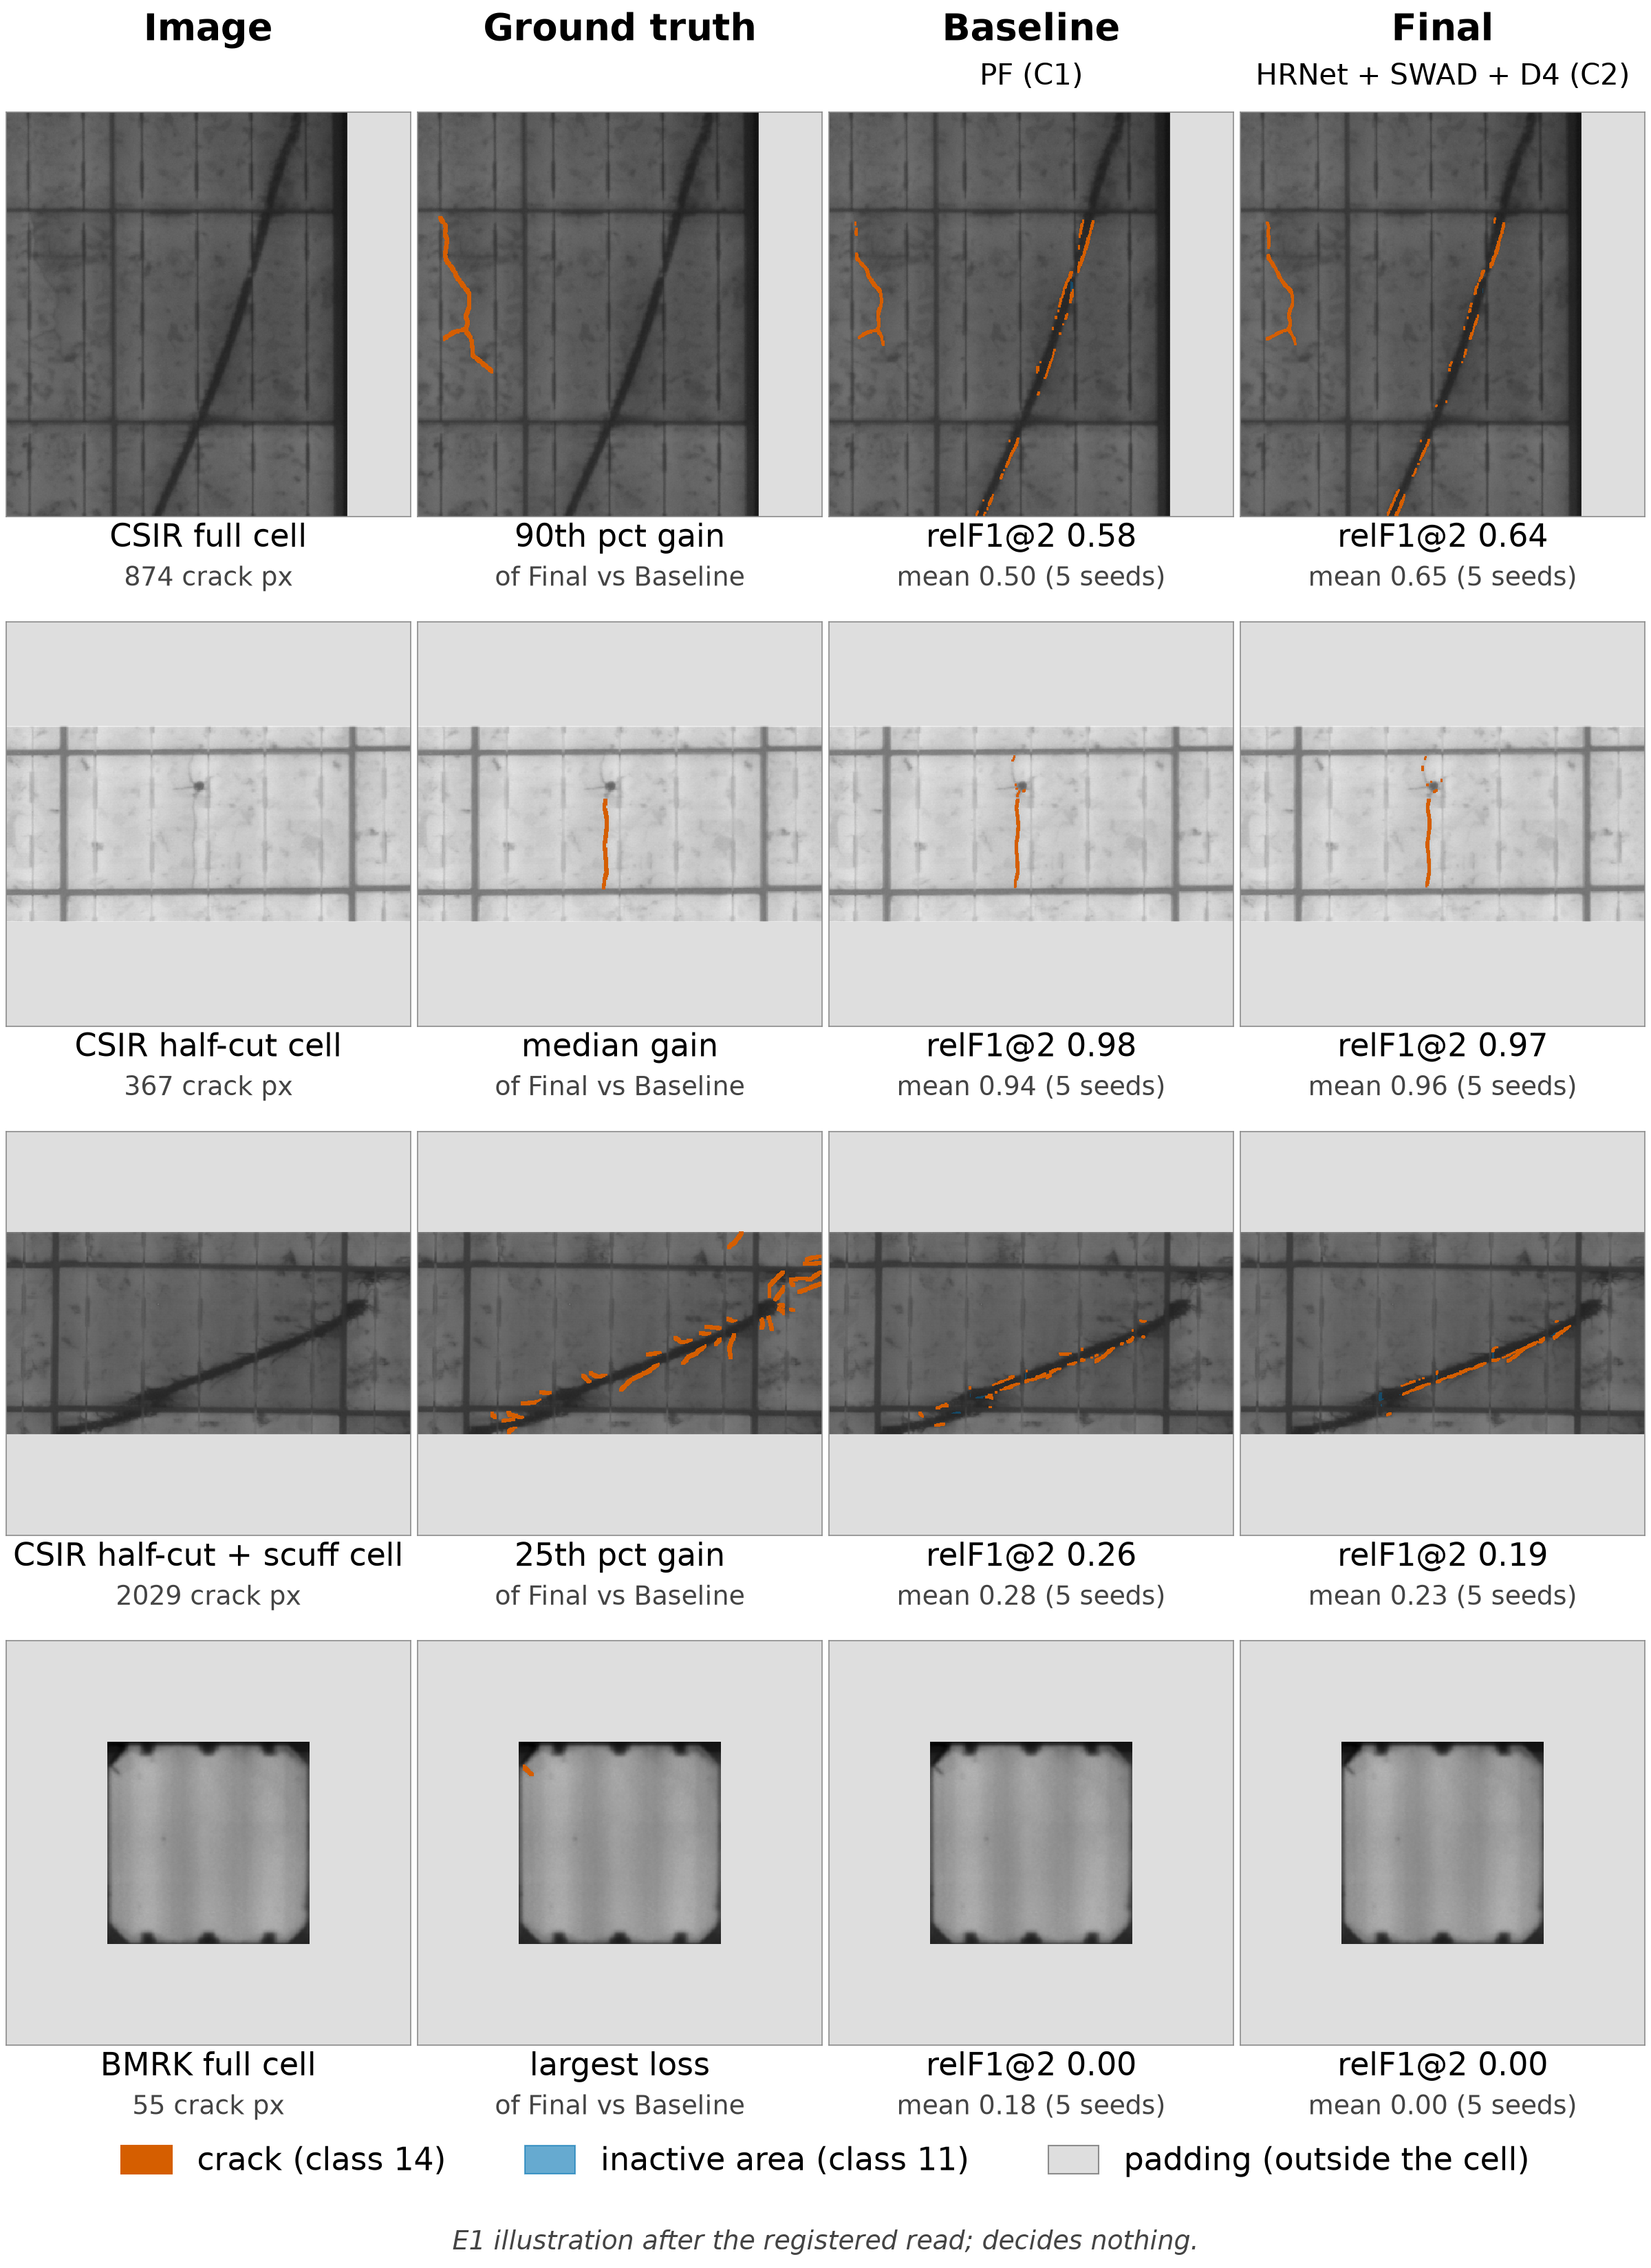 Image Ground truth Baseline Final
PF (C1) HRNet + SWAD + D4 (C2)
CSIR full cell 90th pct gain relF1@2 0.58 relF1@2 0.64
874 crack px of Final vs Baseline mean 0.50 (5 seeds) mean 0.65 (5 seeds)
CSIR half-cut cell median gain relF1@2 0.98 relF1@2 0.97
367 crack px of Final vs Baseline mean 0.94 (5 seeds) mean 0.96 (5 seeds)
CSIR half-cut + scuff cell 25th pct gain relF1@2 0.26 relF1@2 0.19
2029 crack px of Final vs Baseline mean 0.28 (5 seeds) mean 0.23 (5 seeds)
BMRK full cell largest loss relF1@2 0.00 relF1@2 0.00
55 crack px of Final vs Baseline mean 0.18 (5 seeds) mean 0.00 (5 seeds)
crack (class 14) inactive area (class 11) padding (outside the cell)
E1 illustration after the registered read; decides nothing.